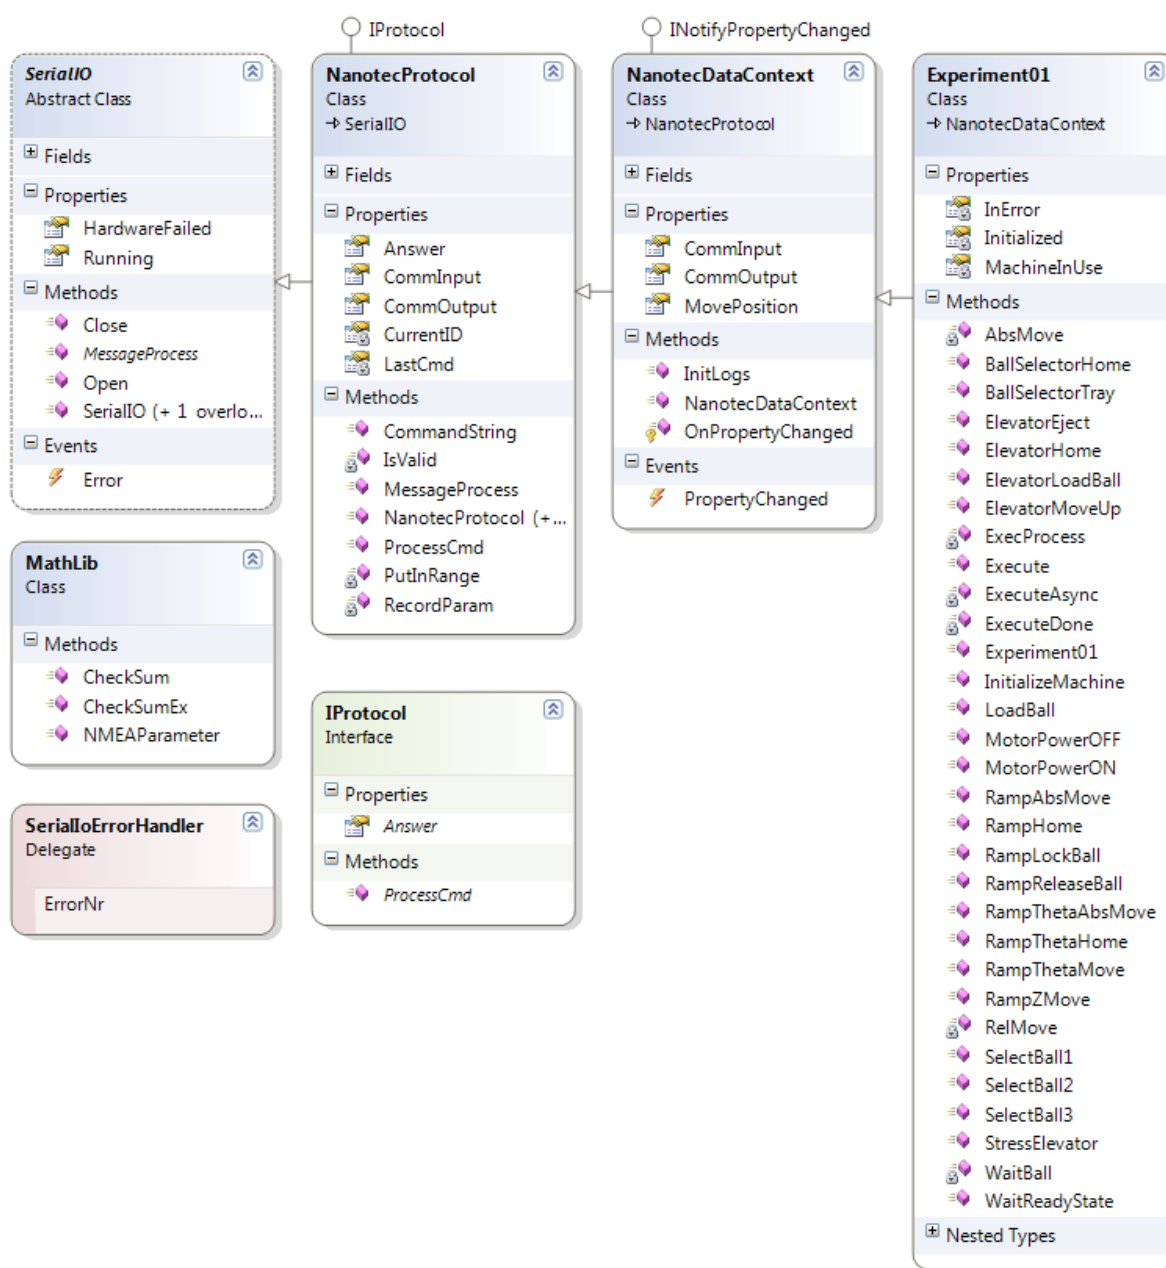 IProtocol
INotifyPropertyChanged
SerialIO
Abstract Class
Fields
Properties
HardwareFailed
Running
Methods
Close
MessageProcess
Open
SerialIO (+ 1 overlo...
Events
Error
NanotecProtocol
Class
SerialIO
Fields
Properties
Answer
CommInput
CommOutput
CurrentID
LastCmd
Methods
CommandString
IsValid
MessageProcess
NanotecProtocol (+...
ProcessCmd
PutInRange
RecordParam
NanotecDataContext
Class
NanotecProtocol
Fields
Properties
CommInput
CommOutput
MovePosition
Methods
InitLogs
NanotecDataContext
OnPropertyChanged
Events
PropertyChanged
Experiment01
Class
NanotecDataContext
Properties
InError
Initialized
MachineInUse
Methods
AbsMove
BallSelectorHome
BallSelectorTray
ElevatorEject
ElevatorHome
ElevatorLoadBall
ElevatorMoveUp
ExecProcess
Execute
ExecuteAsync
ExecuteDone
Experiment01
InitializeMachine
LoadBall
MotorPowerOFF
MotorPowerON
RampAbsMove
RampHome
RampLockBall
RampReleaseBall
RampThetaAbsMove
RampThetaHome
RampThetaMove
RampZMove
RelMove
SelectBall1
SelectBall2
SelectBall3
StressElevator
WaitBall
WaitReadyState
Nested Types
MathLib
Class
Methods
CheckSum
CheckSumEx
NMEAParameter
IProtocol
Interface
Properties
Answer
Methods
ProcessCmd
SerialIoErrorHandler
Delegate
ErrorNr